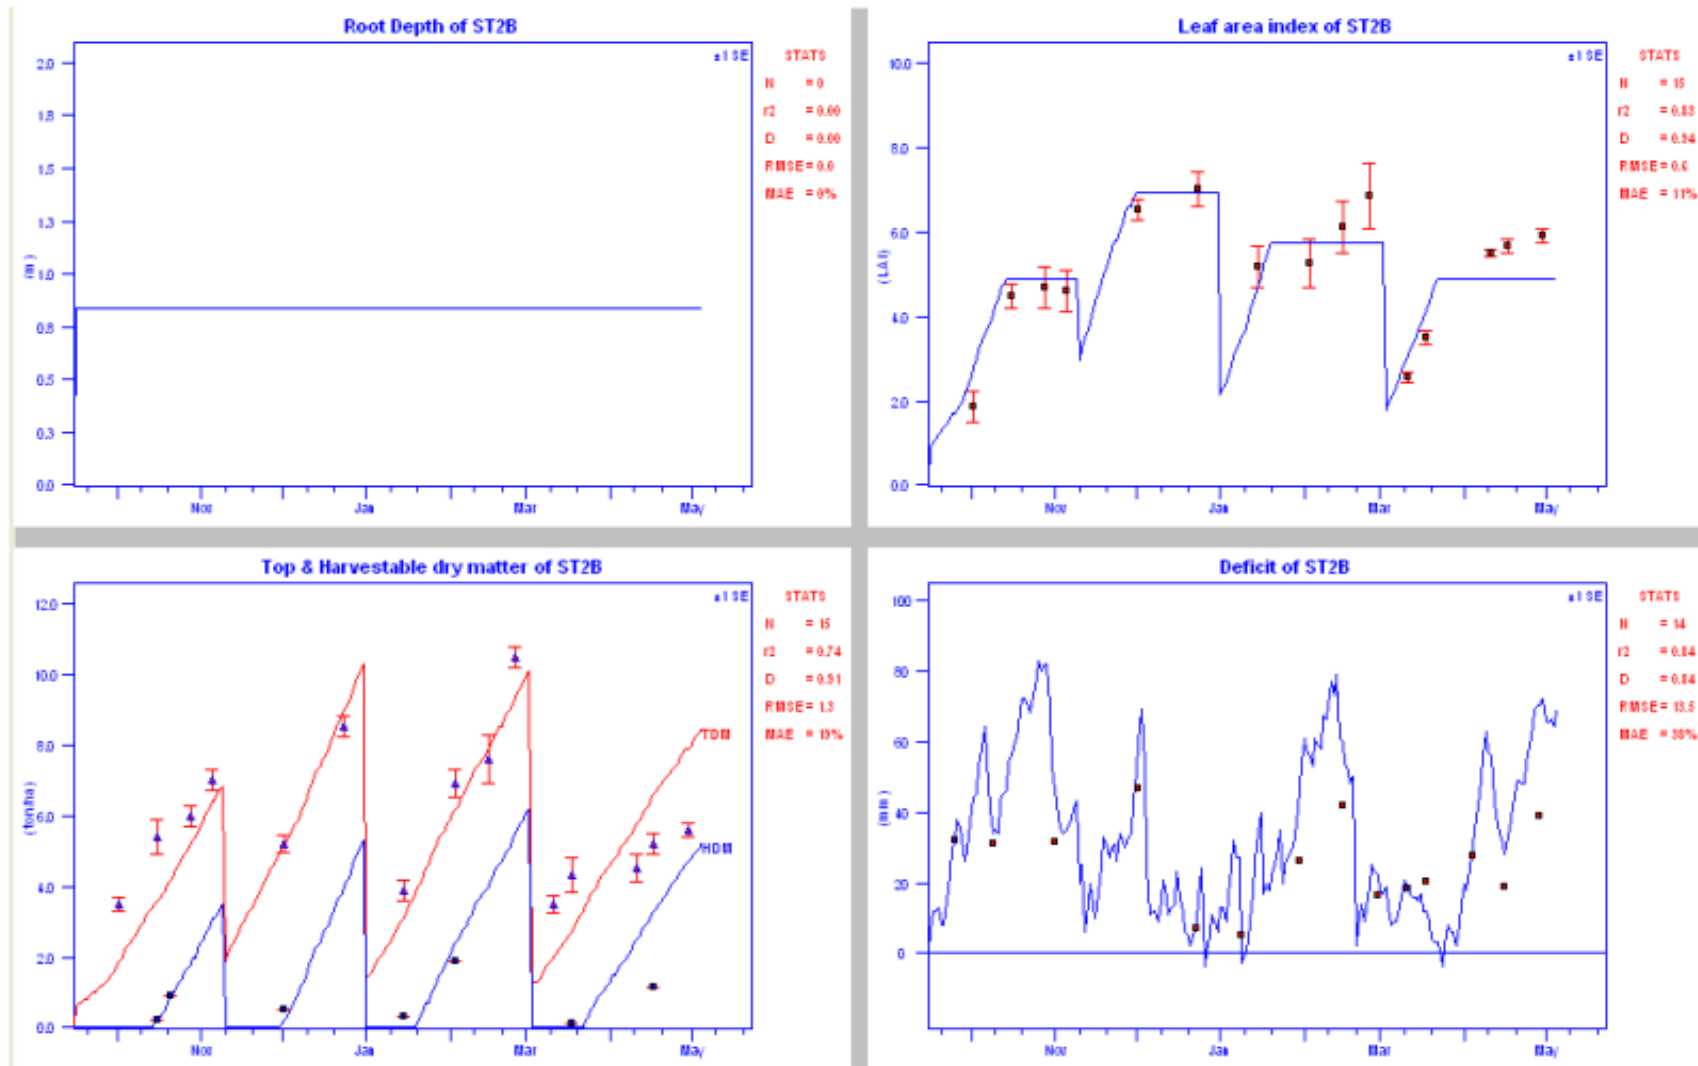 Root Depth of ST2B
±1 SE
STATS
N = 0
r2 = 0.00
D = 0.00
RMSE = 0.0
MAE = 0%
2.0
1.8
1.5
1.3
1.0
0.8
0.5
0.3
0.0
(m)
Nov
Jan
Mar
May
Leaf area index of ST2B
±1 SE
STATS
N = 15
r2 = 0.83
D = 0.94
RMSE = 0.6
MAE = 11%
10.0
8.0
6.0
4.0
2.0
0.0
(LAI)
Nov
Jan
Mar
May
Top & Harvestable dry matter of ST2B
±1 SE
STATS
N = 15
r2 = 0.74
D = 0.91
RMSE = 1.3
MAE = 19%
12.0
10.0
8.0
6.0
4.0
2.0
0.0
(ton/ha)
TDM
HDM
Nov
Jan
Mar
May
Deficit of ST2B
±1 SE
STATS
N = 14
r2 = 0.84
D = 0.84
RMSE = 13.5
MAE = 38%
100
80
60
40
20
0
(mm)
Nov
Jan
Mar
May